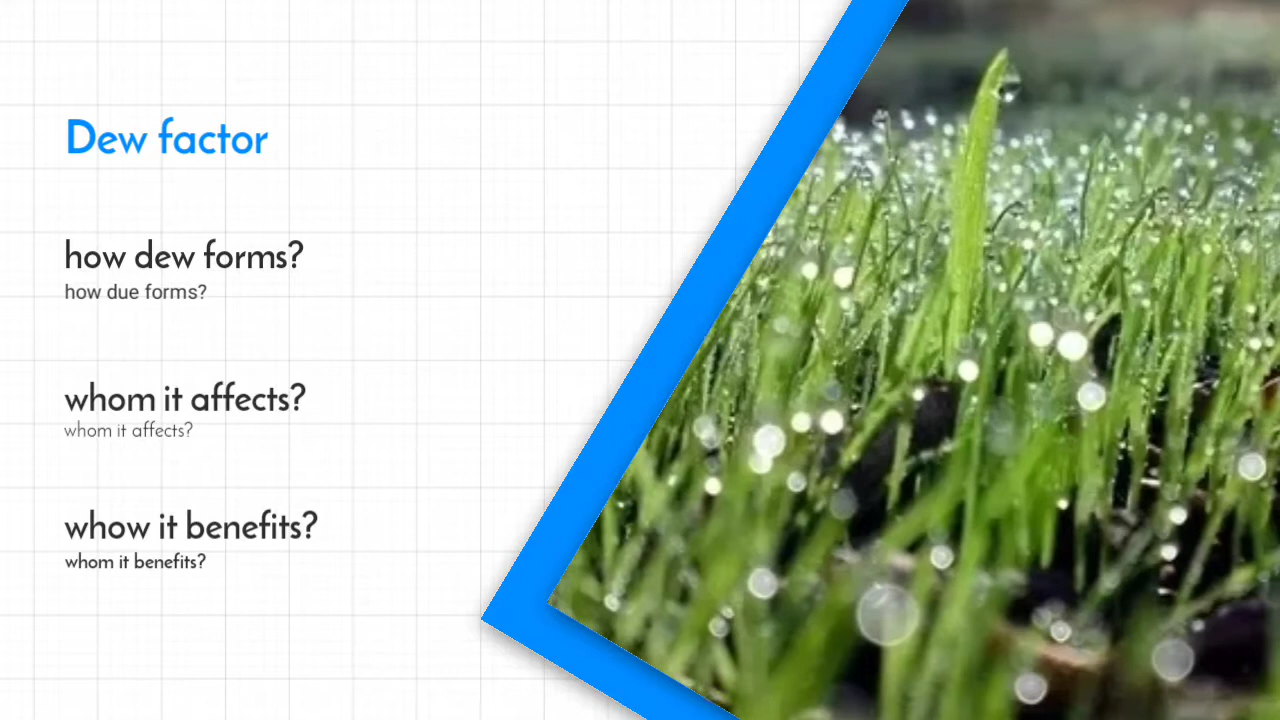 Dew factor
how dew forms?
how due forms?
whom it affects?
whom it affects?
whow it benefits?
whom it benefits?